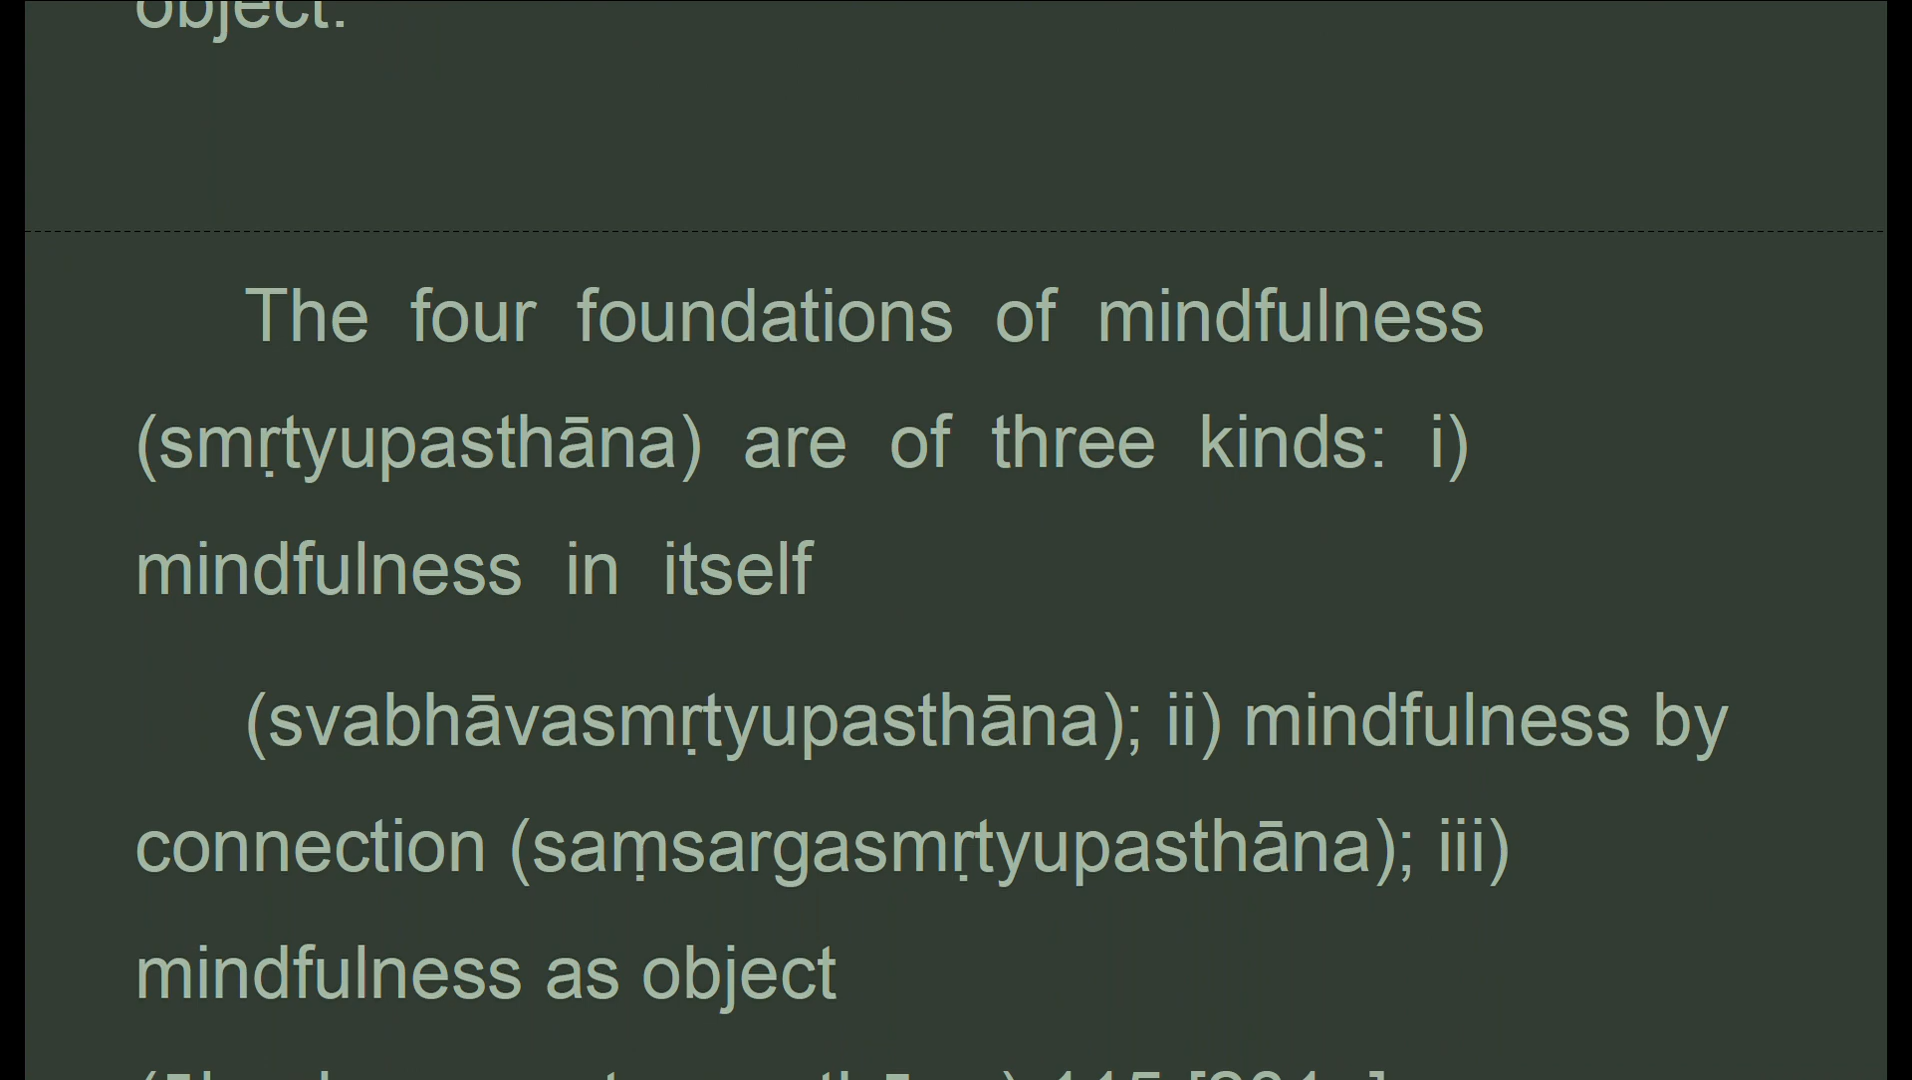 object.
The four foundations of mindfulness
(smṛtyupasthāna) are of three kinds: i)
mindfulness in itself
(svabhāvasmṛtyupasthāna); ii) mindfulness by
connection (saṃsargasmṛtyupasthāna); iii)
mindfulness as object